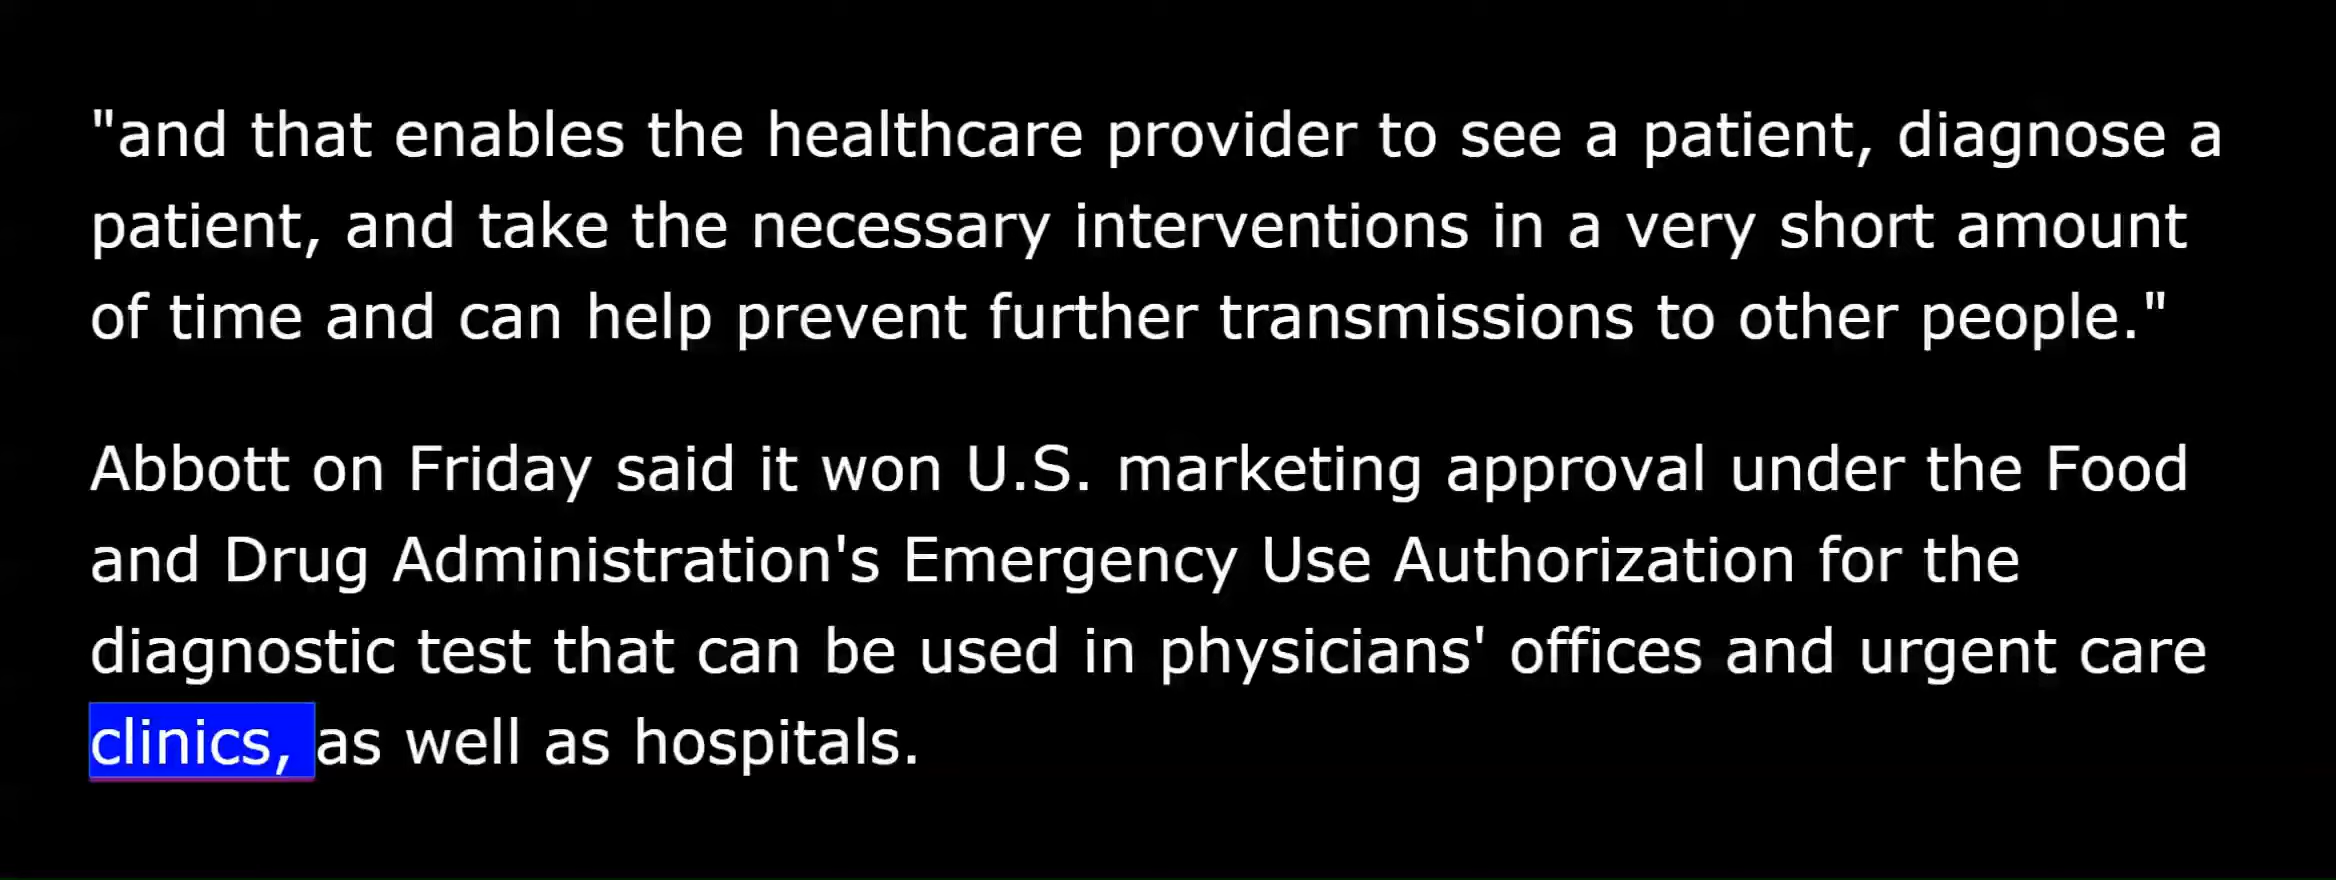 "and that enables the healthcare provider to see a patient, diagnose a
patient, and take the necessary interventions in a very short amount
of time and can help prevent further transmissions to other people."
Abbott on Friday said it won U.S. marketing approval under the Food
and Drug Administration's Emergency Use Authorization for the
diagnostic test that can be used in physicians' offices and urgent care
clinics, as well as hospitals.